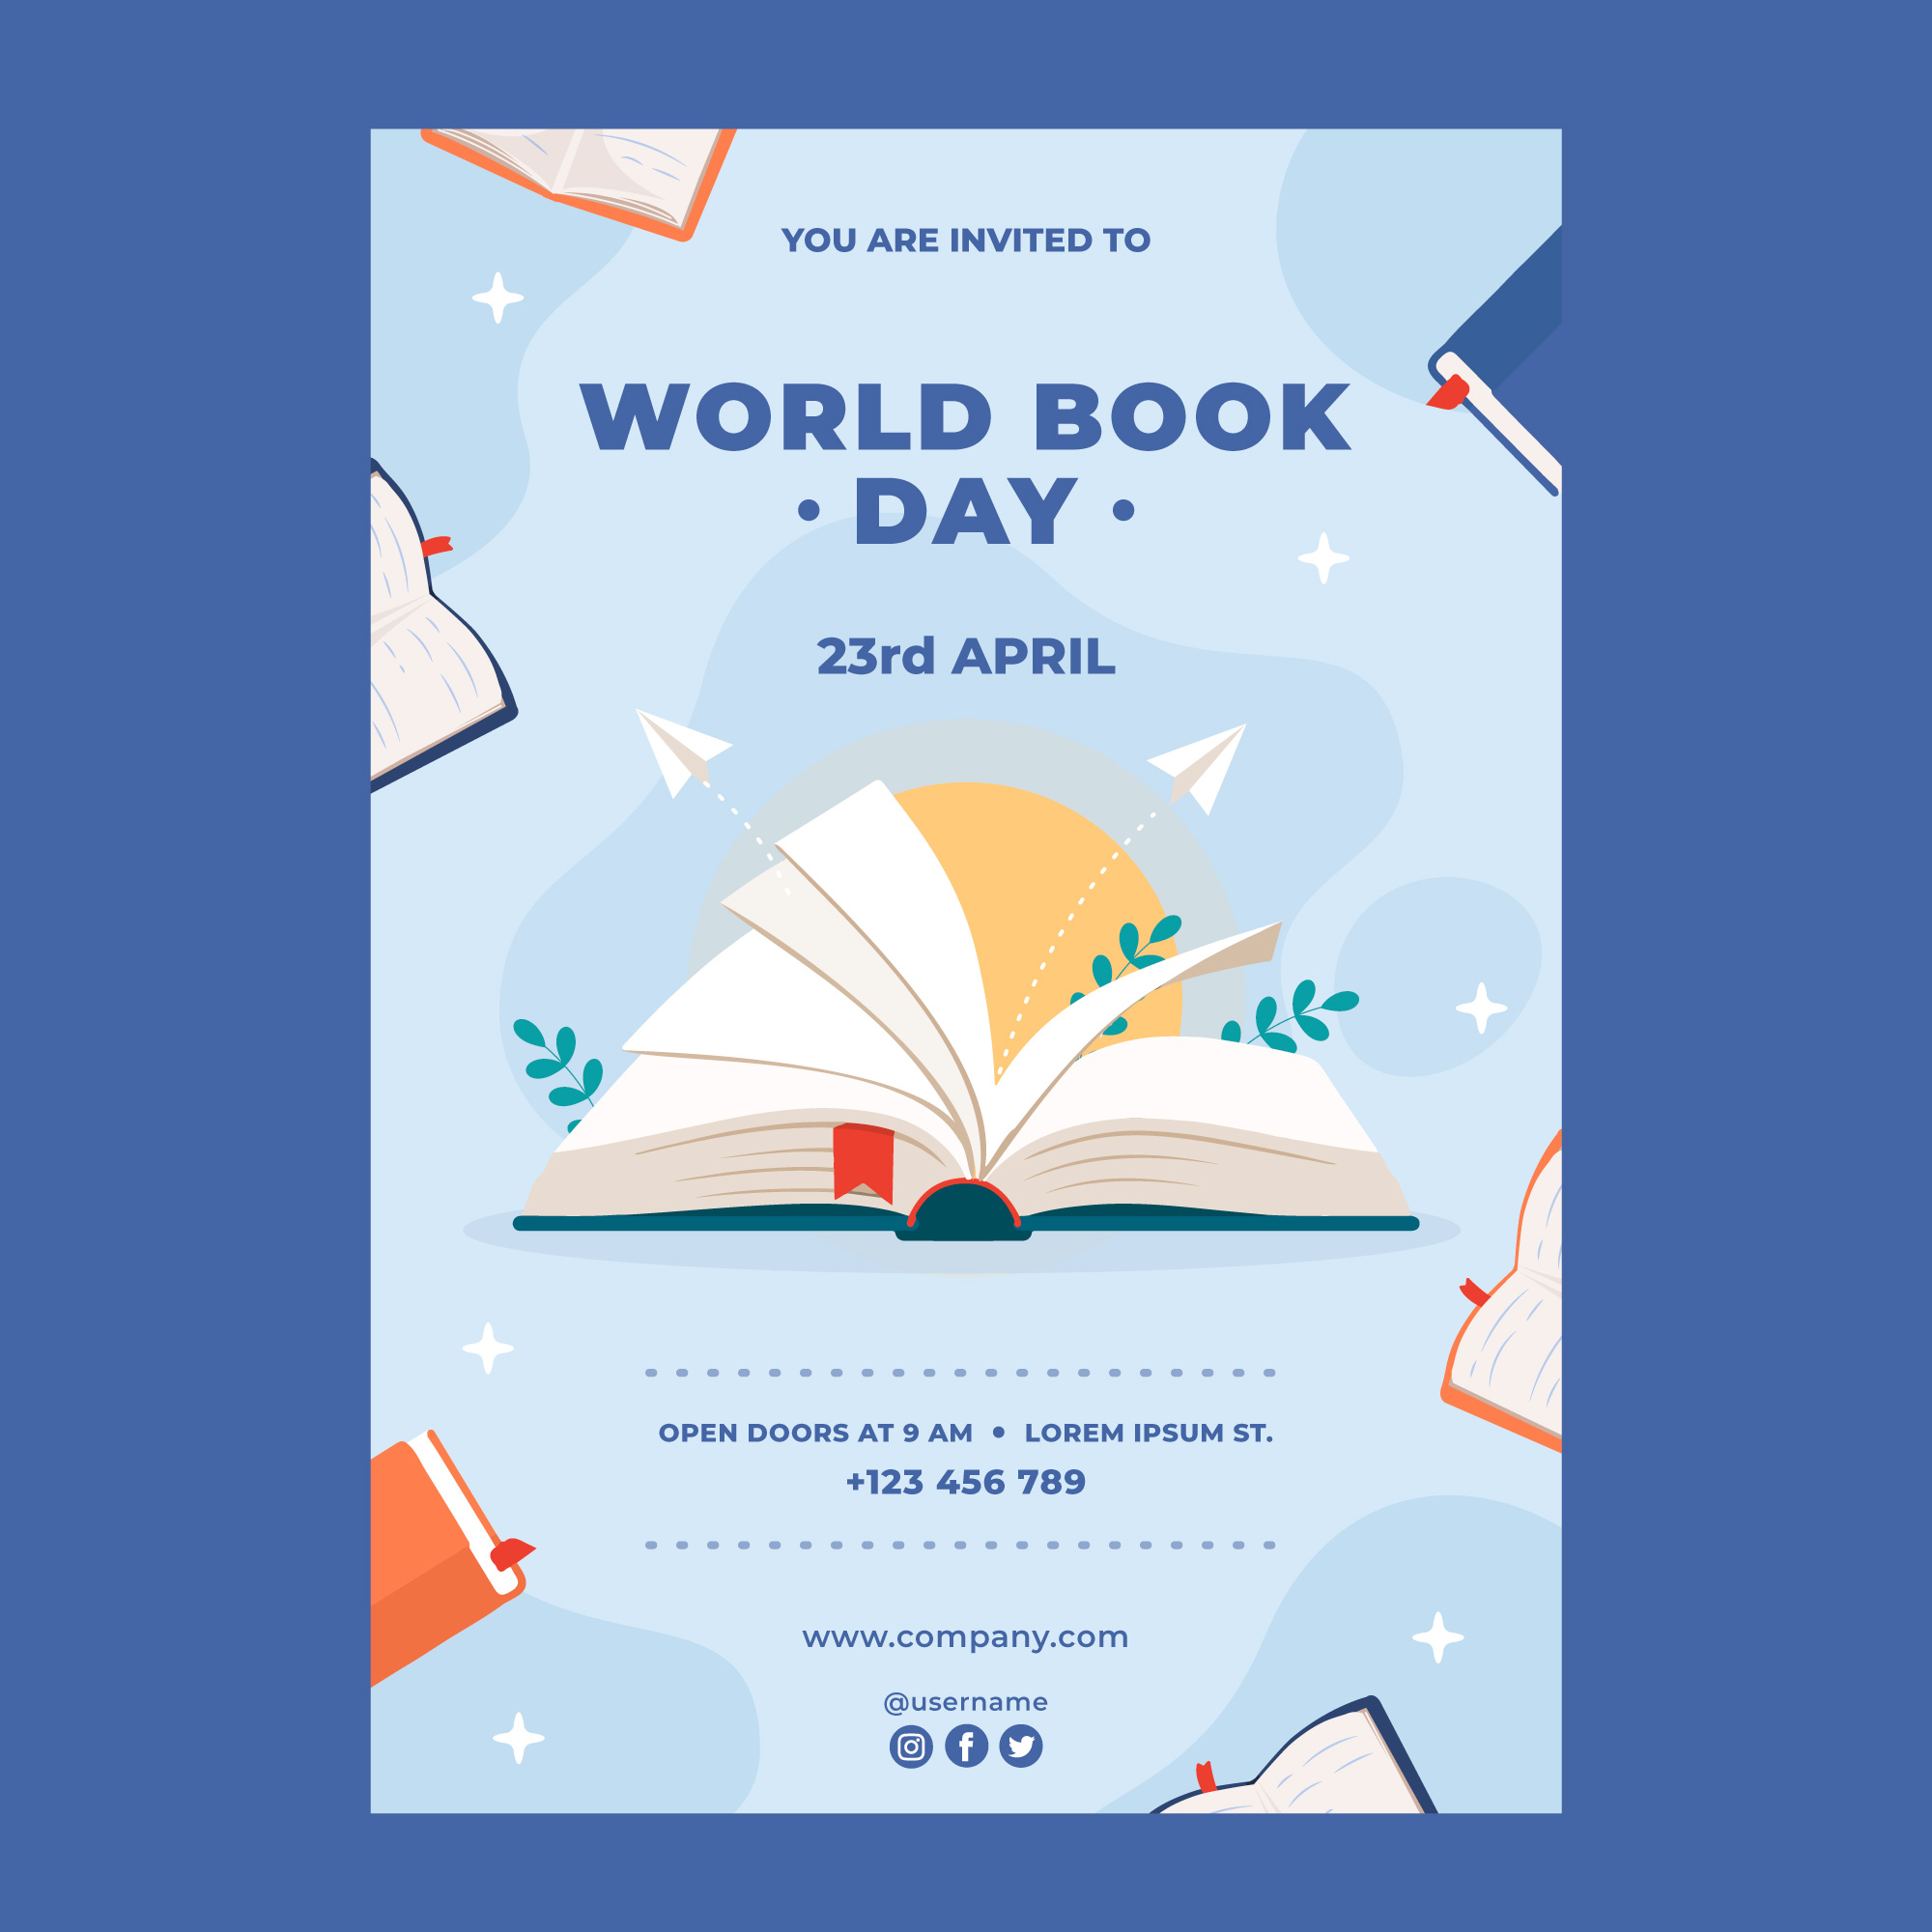 YOU ARE INVITED TO
WORLD BOOK
• DAY •
23rd APRIL
OPEN DOORS AT 9 AM • LOREM IPSUM ST.
+123 456 789
www.company.com
@username